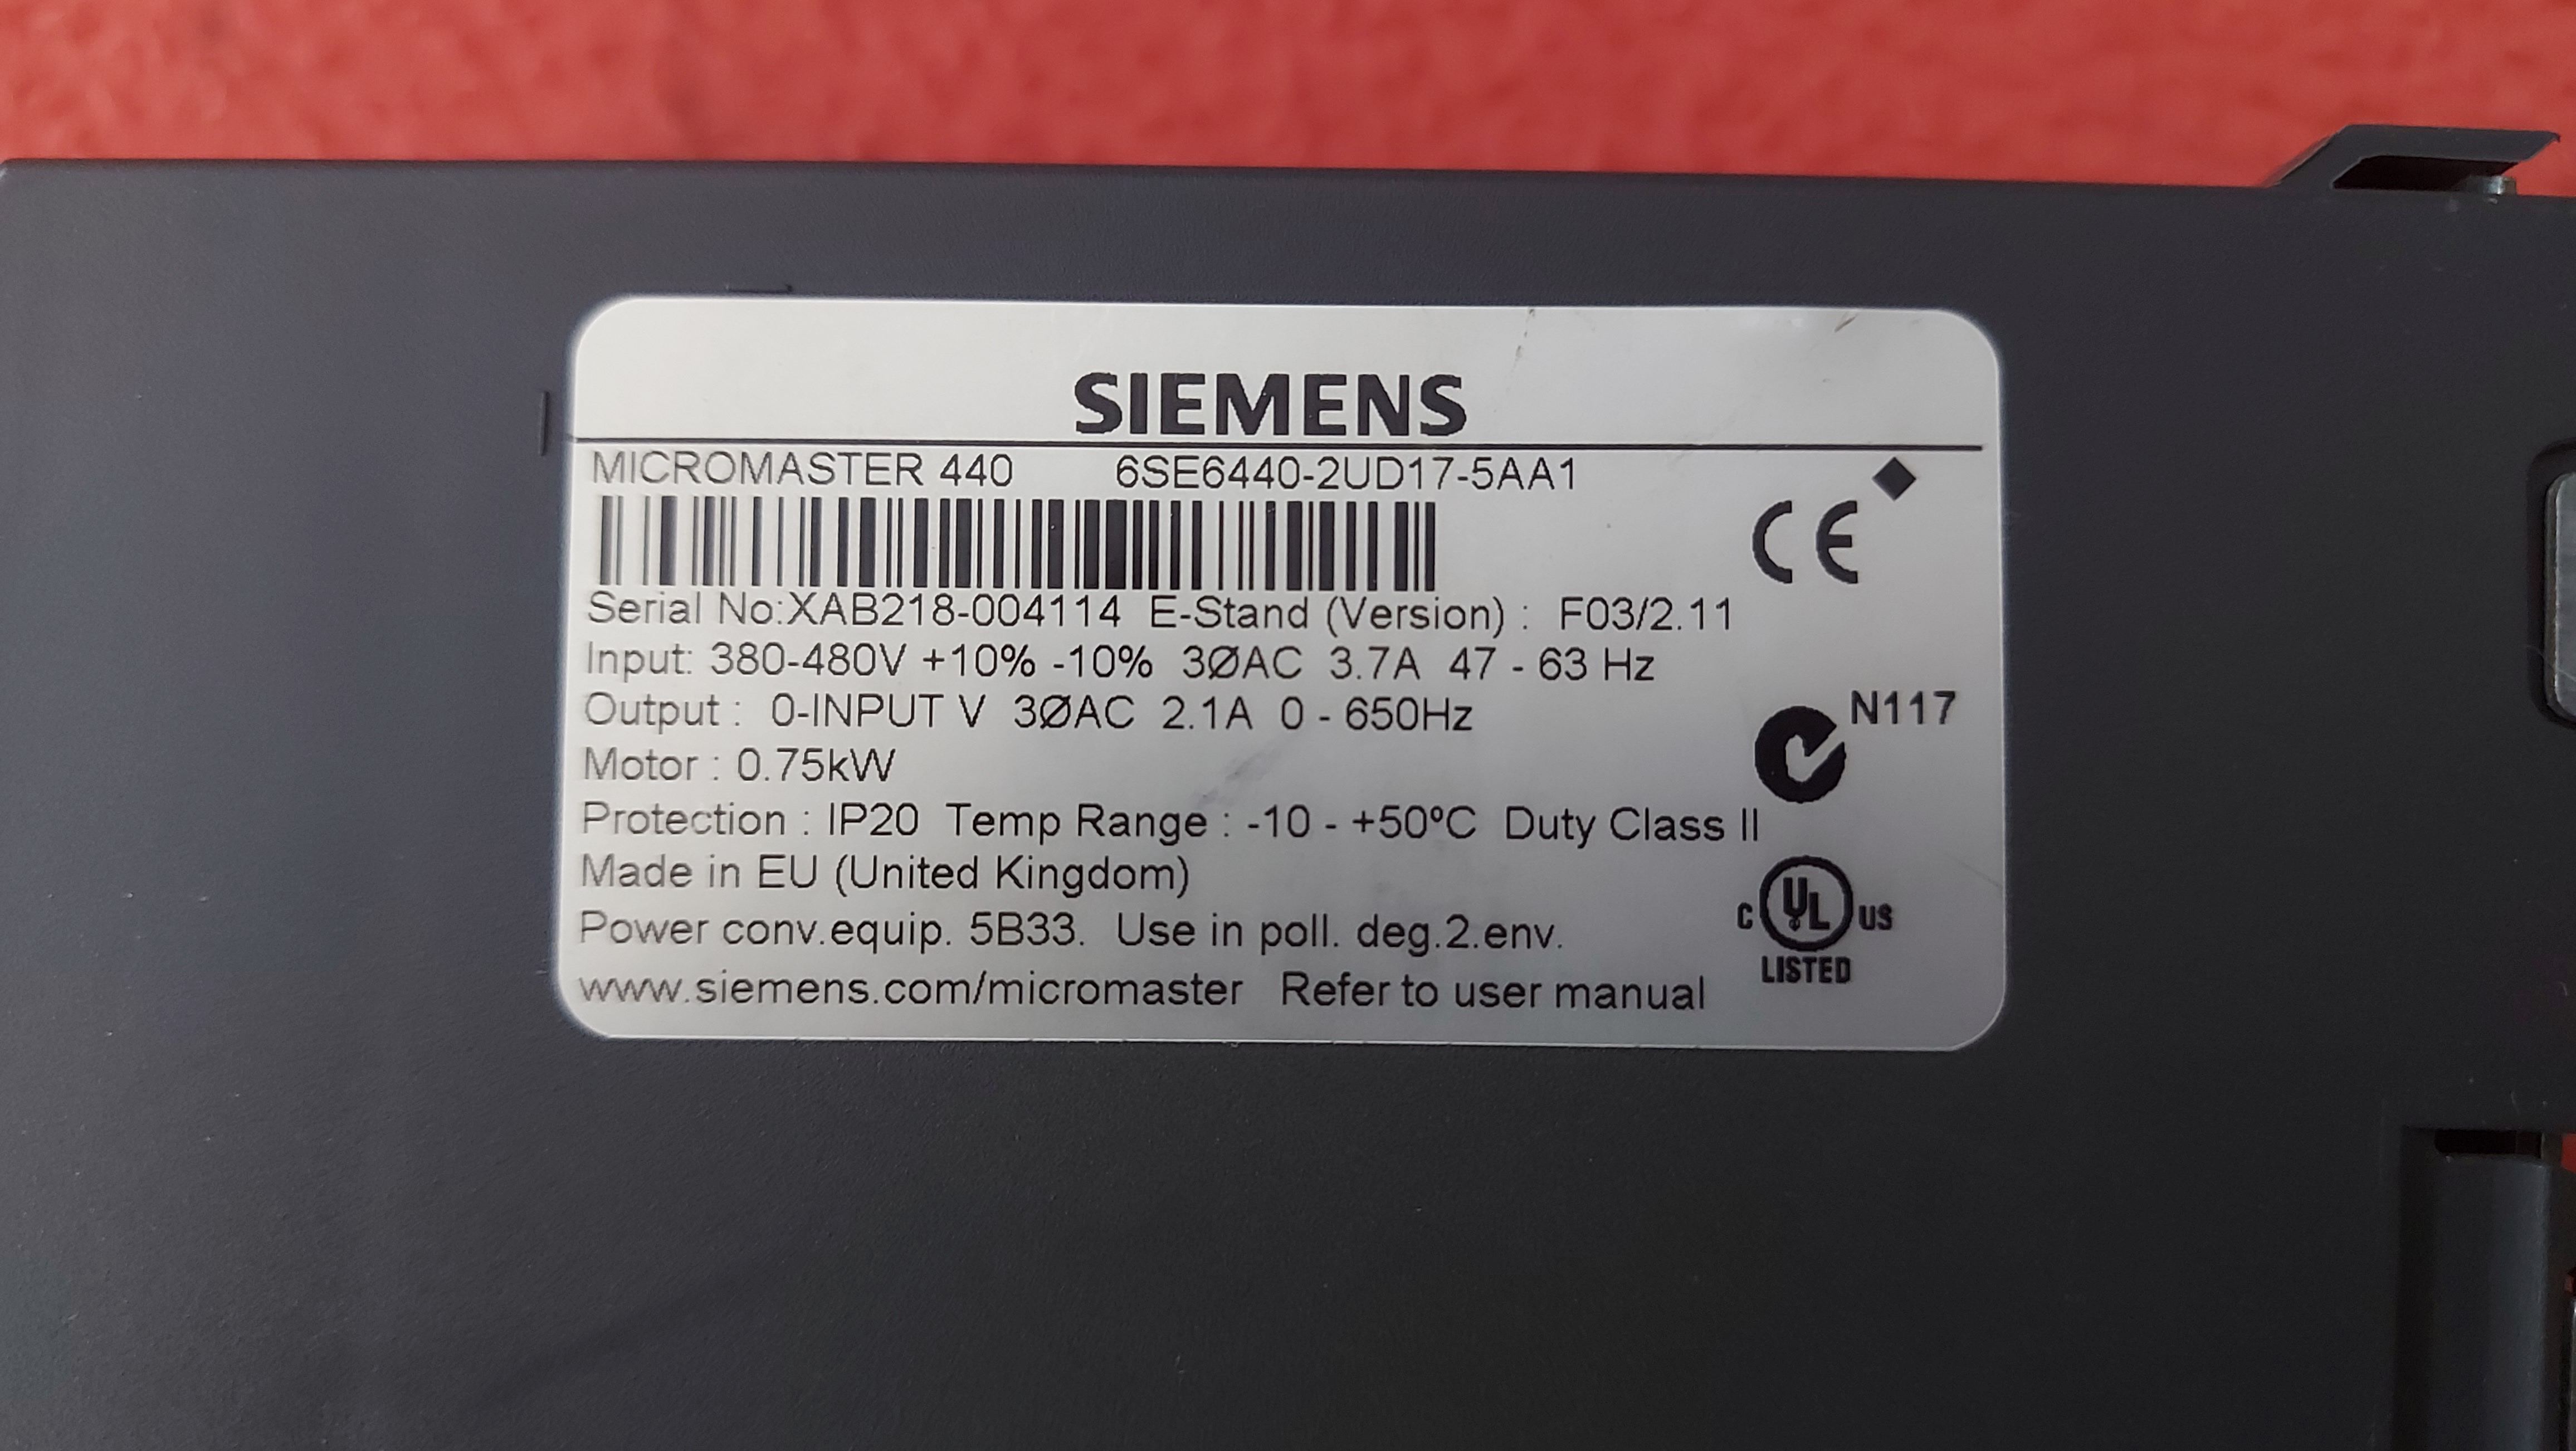 SIEMENS
MICROMASTER 440 6SE6440-2UD17-5AA1
CE
Serial No:XAB218-004114 E-Stand (Version) : F03/2.11
Input: 380-480V +10% -10% 3ØAC 3.7A 47 - 63 Hz
Output : 0-INPUT V 3ØAC 2.1A 0 - 650Hz
N117
Motor : 0.75kW
Protection : IP20 Temp Range : -10 - +50ºC Duty Class II
Made in EU (United Kingdom)
C UL US
Power conv.equip. 5B33. Use in poll. deg.2.env.
LISTED
www.siemens.com/micromaster Refer to user manual